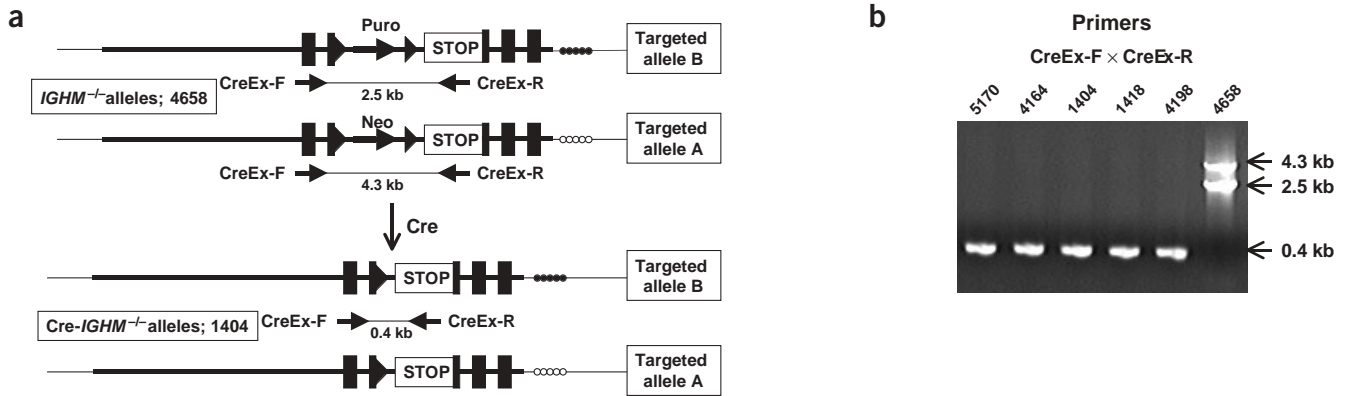 a
Puro
STOP
Targeted
allele B
CreEx-F
2.5 kb
CreEx-R
IGHM–/– alleles; 4658
Neo
STOP
Targeted
allele A
CreEx-F
4.3 kb
CreEx-R
Cre
STOP
Targeted
allele B
Cre-IGHM–/– alleles; 1404
CreEx-F
0.4 kb
CreEx-R
STOP
Targeted
allele A
b
Primers
CreEx-F × CreEx-R
5170 4164 1404 1418 4198 4658
4.3 kb
2.5 kb
0.4 kb